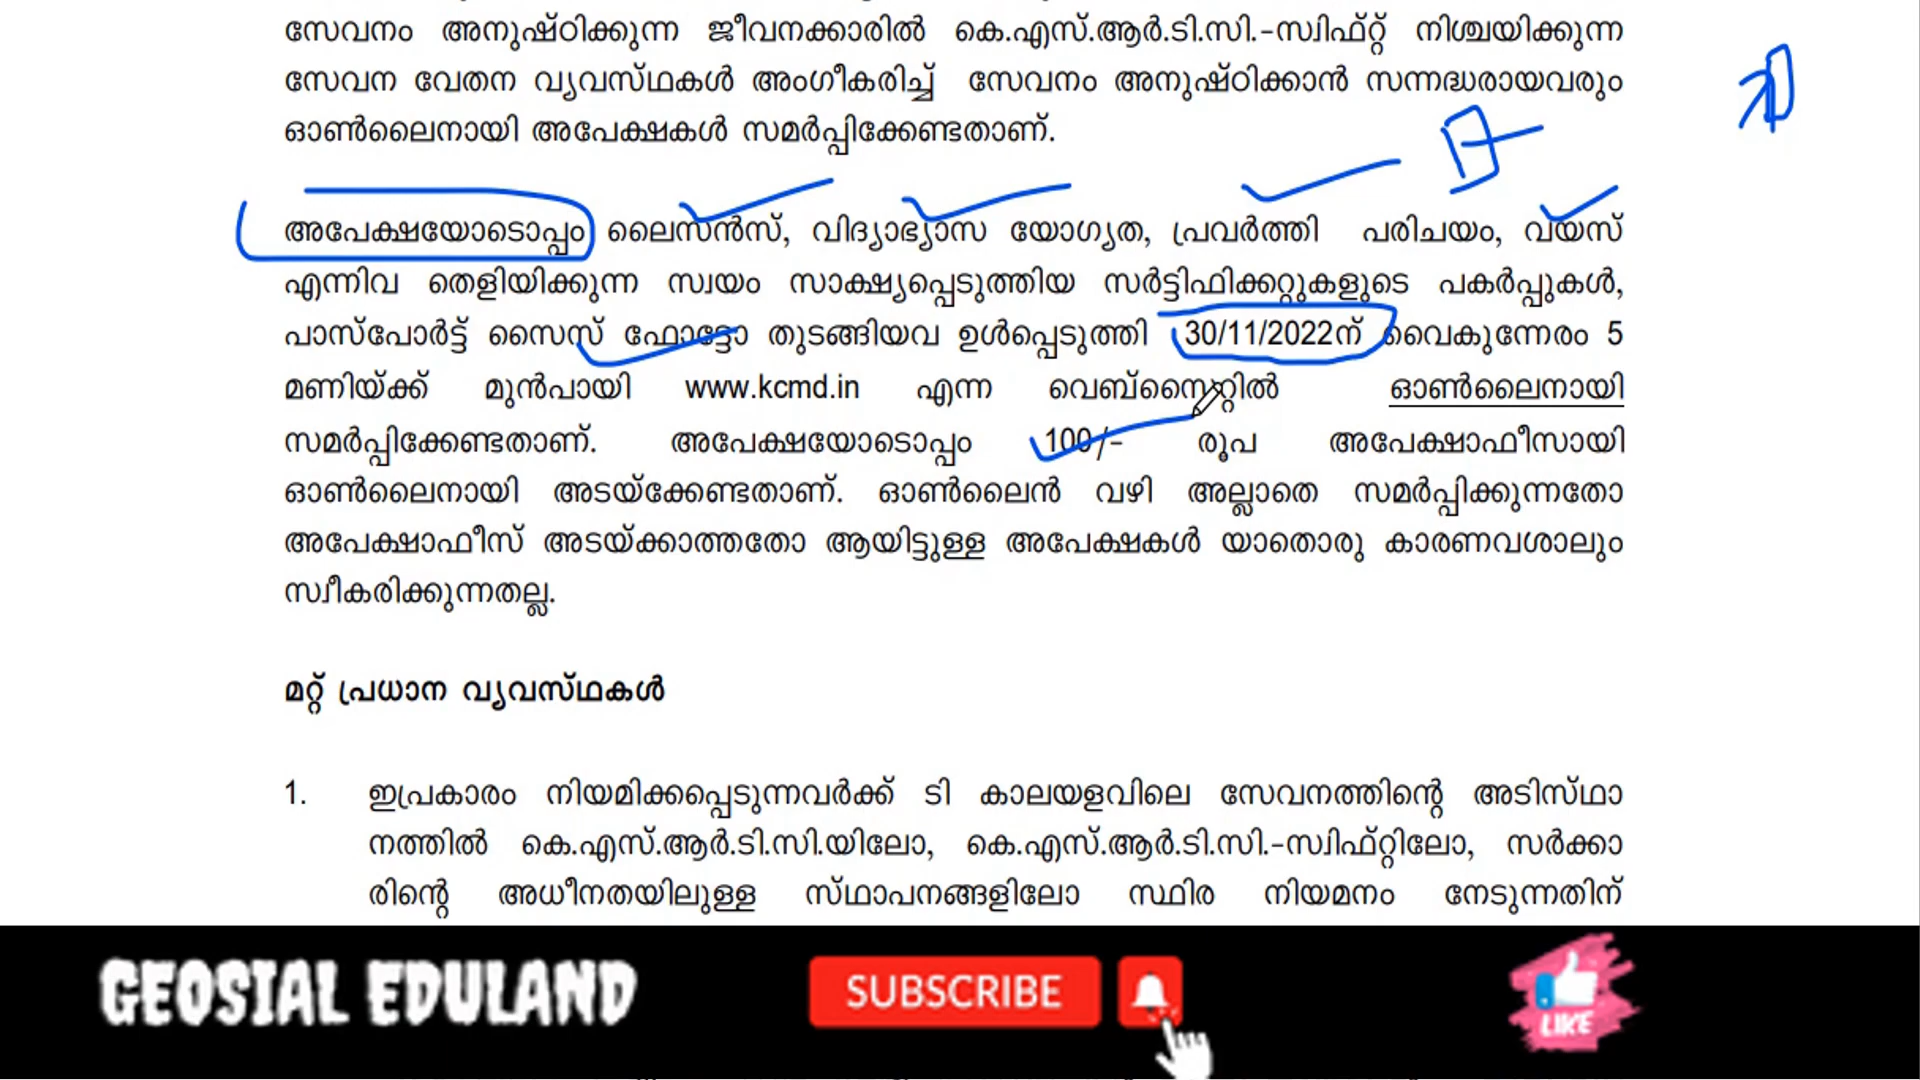 സേവനം അനുഷ്ഠിക്കുന്ന ജീവനക്കാരിൽ കെ.എസ്.ആർ.ടി.സി.-സ്വിഫ്റ്റ് നിശ്ചയിക്കുന്ന
സേവന വേതന വ്യവസ്ഥകൾ അംഗീകരിച്ച് സേവനം അനുഷ്ഠിക്കാൻ സന്നദ്ധരായവരും
ഓൺലൈനായി അപേക്ഷകൾ സമർപ്പിക്കേണ്ടതാണ്.
അപേക്ഷയോടൊപ്പം ലൈസൻസ്, വിദ്യാഭ്യാസ യോഗ്യത, പ്രവർത്തി പരിചയം, വയസ്
എന്നിവ തെളിയിക്കുന്ന സ്വയം സാക്ഷ്യപ്പെടുത്തിയ സർട്ടിഫിക്കറ്റുകളുടെ പകർപ്പുകൾ,
പാസ്പോർട്ട് സൈസ് ഫോട്ടോ തുടങ്ങിയവ ഉൾപ്പെടുത്തി 30/11/2022ന് വൈകുന്നേരം 5
മണിയ്ക്ക് മുൻപായി www.kcmd.in എന്ന വെബ്സൈറ്റിൽ ഓൺലൈനായി
സമർപ്പിക്കേണ്ടതാണ്. അപേക്ഷയോടൊപ്പം 100/- രൂപ അപേക്ഷാഫീസായി
ഓൺലൈനായി അടയ്ക്കേണ്ടതാണ്. ഓൺലൈൻ വഴി അല്ലാതെ സമർപ്പിക്കുന്നതോ
അപേക്ഷാഫീസ് അടയ്ക്കാത്തതോ ആയിട്ടുള്ള അപേക്ഷകൾ യാതൊരു കാരണവശാലും
സ്വീകരിക്കുന്നതല്ല.
മറ്റ് പ്രധാന വ്യവസ്ഥകൾ
1. ഇപ്രകാരം നിയമിക്കപ്പെടുന്നവർക്ക് ടി കാലയളവിലെ സേവനത്തിന്റെ അടിസ്ഥാ
നത്തിൽ കെ.എസ്.ആർ.ടി.സി.യിലോ, കെ.എസ്.ആർ.ടി.സി.-സ്വിഫ്റ്റിലോ, സർക്കാ
രിന്റെ അധീനതയിലുള്ള സ്ഥാപനങ്ങളിലോ സ്ഥിര നിയമനം നേടുന്നതിന്
GEOSIAL EDULAND
SUBSCRIBE
LIKE